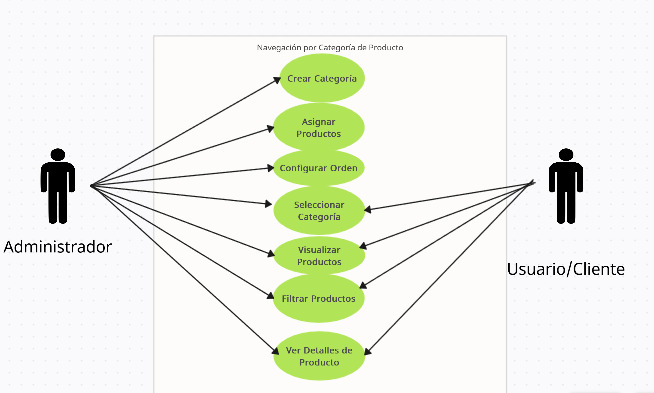 Navegación por Categoría de Producto
Crear Categoría
Asignar
Productos
Configurar Orden
Seleccionar
Categoría
Visualizar
Productos
Filtrar Productos
Ver Detalles de
Producto
Administrador
Usuario/Cliente